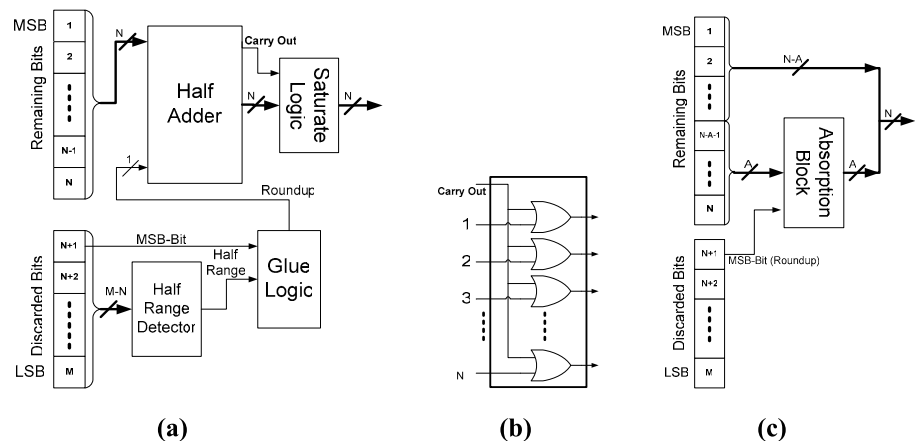 MSB
1
2
Remaining Bits
N-1
N
N
Half
Adder
Carry Out
N
Saturate
Logic
N
1
Roundup
N+1
MSB-Bit
N+2
Discarded Bits
M-N
Half
Range
Detector
Half
Range
Glue
Logic
LSB
M
(a)
Carry Out
1
2
3
N
(b)
MSB
1
2
Remaining Bits
N-A-1
N
N-A
N
A
Absorption
Block
A
N+1
MSB-Bit (Roundup)
N+2
Discarded Bits
LSB
M
(c)